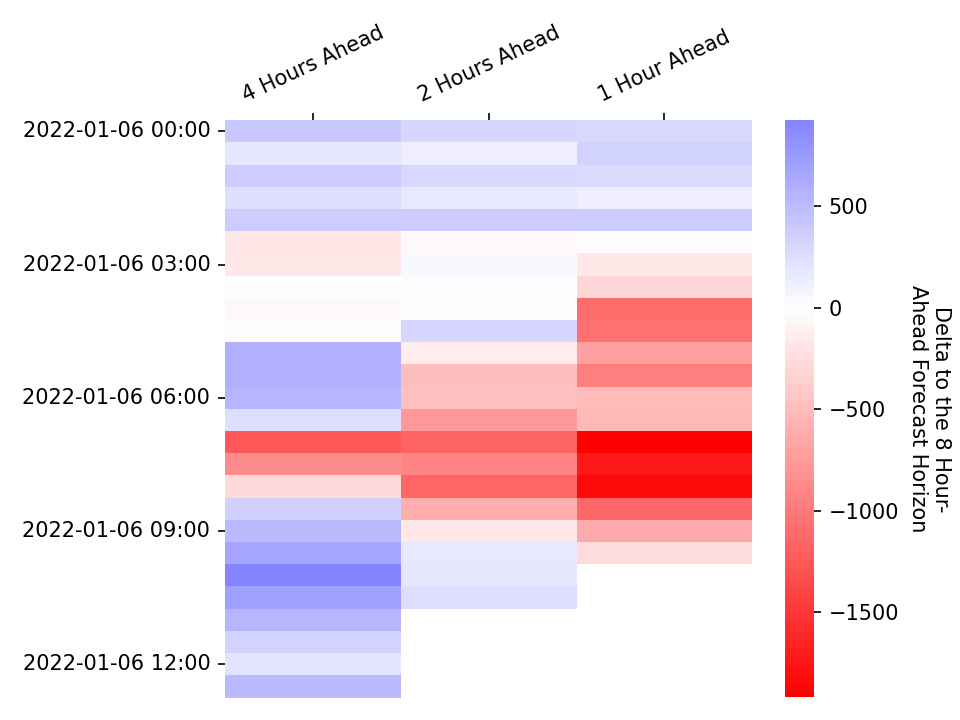 4 Hours Ahead
2 Hours Ahead
1 Hour Ahead
2022-01-06 00:00
2022-01-06 03:00
2022-01-06 06:00
2022-01-06 09:00
2022-01-06 12:00
500
0
−500
−1000
−1500
Delta to the 8 Hour-
Ahead Forecast Horizon